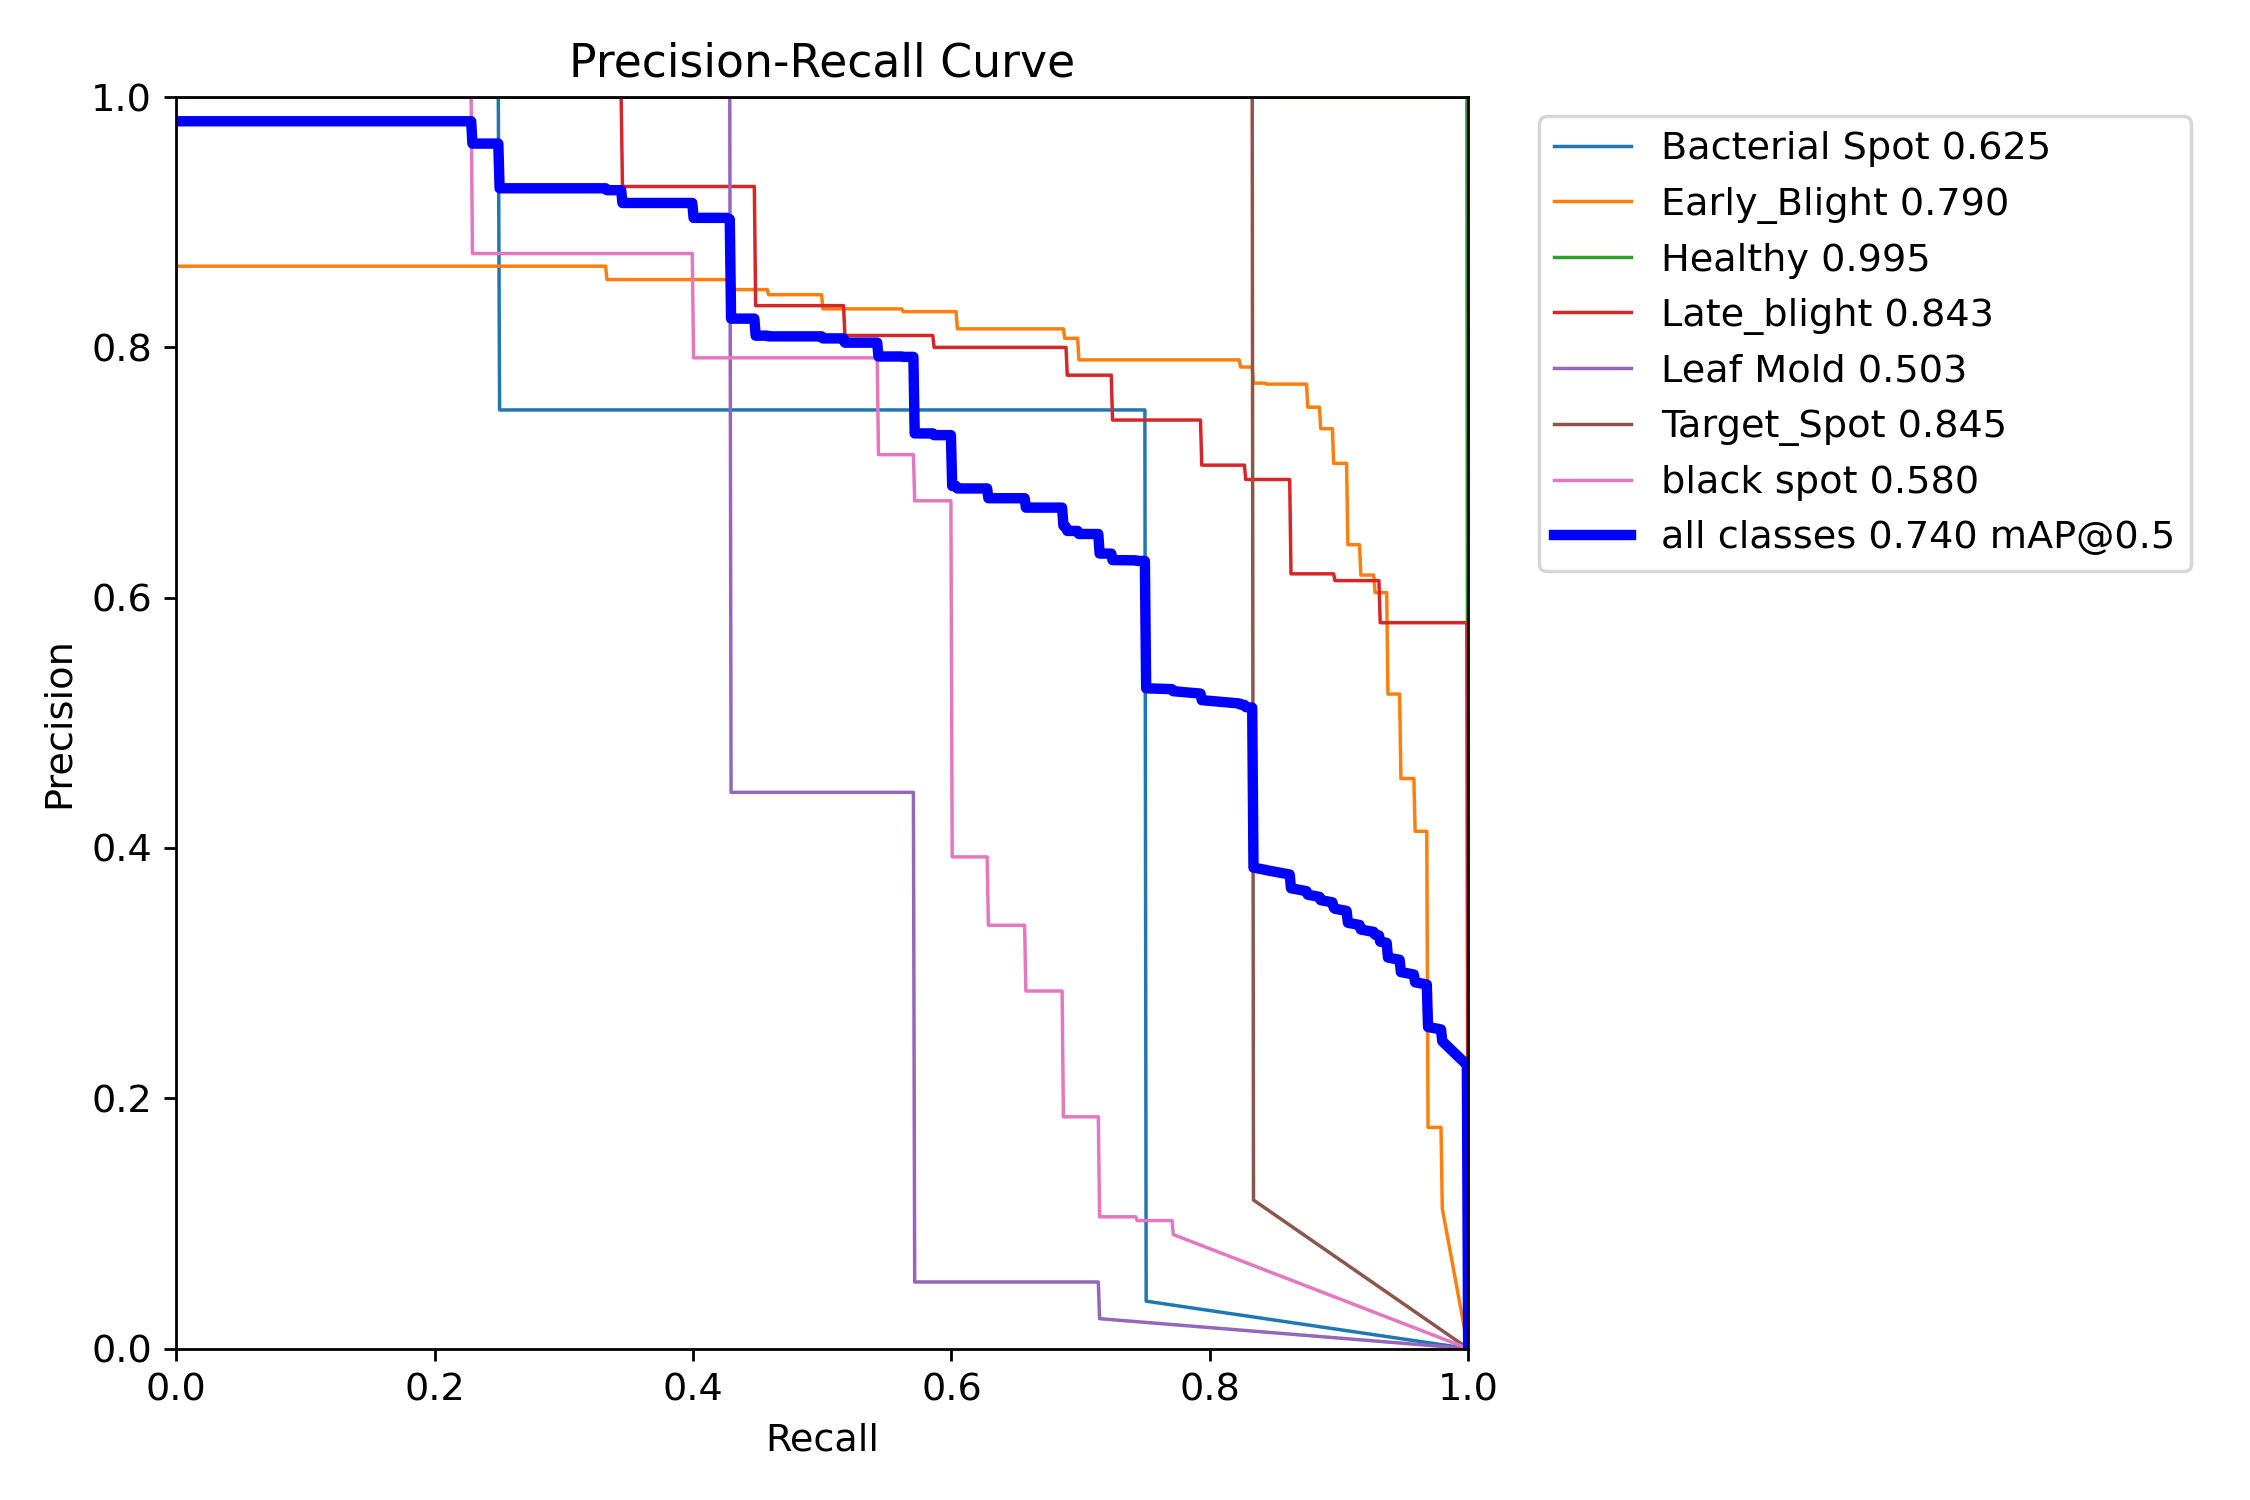 Precision-Recall Curve
1.0
0.8
0.6
0.4
0.2
0.0
Precision
0.0 0.2 0.4 0.6 0.8 1.0
Recall
Bacterial Spot 0.625
Early_Blight 0.790
Healthy 0.995
Late_blight 0.843
Leaf Mold 0.503
Target_Spot 0.845
black spot 0.580
all classes 0.740 mAP@0.5